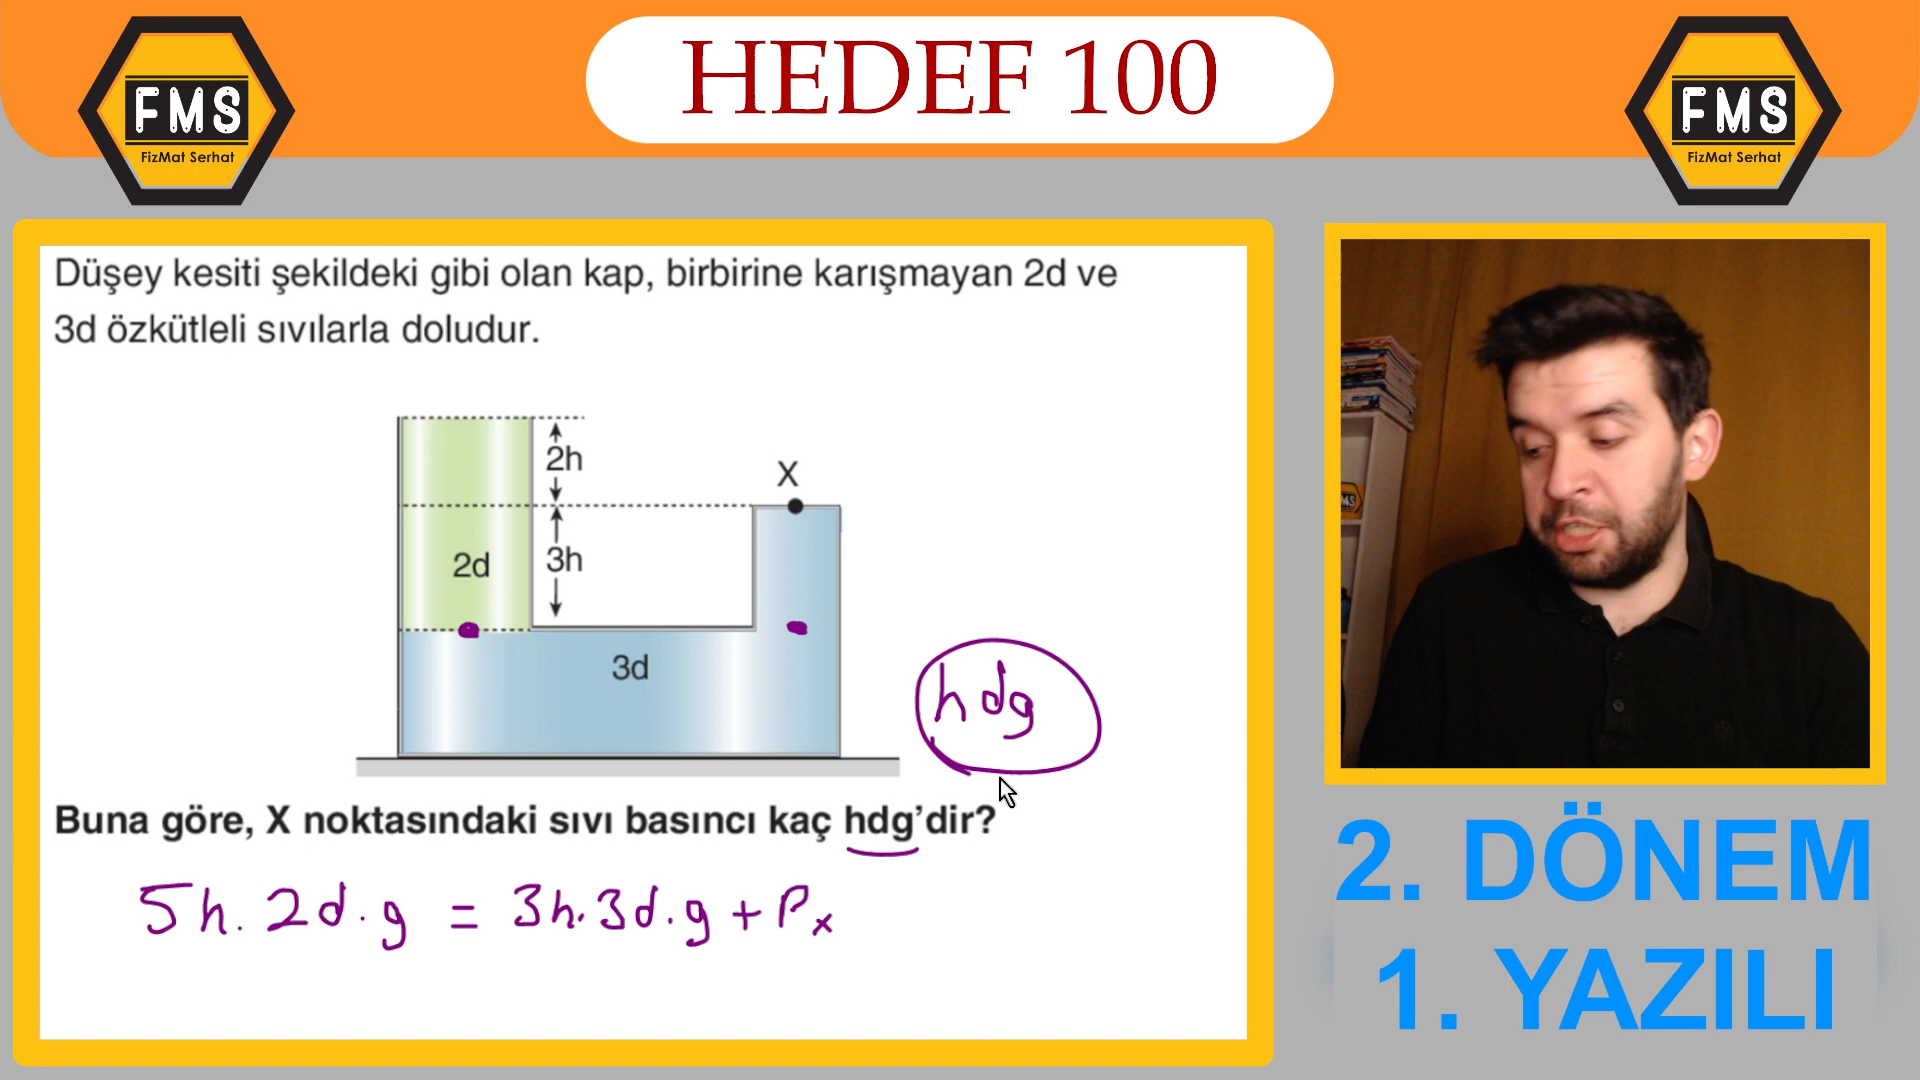 HEDEF 100
FMS
FizMat Serhat
FMS
FizMat Serhat
Düşey kesiti şekildeki gibi olan kap, birbirine karışmayan 2d ve
3d özkütleli sıvılarla doludur.
2h
X
2d
3h
3d
hdg
Buna göre, X noktasındaki sıvı basıncı kaç hdg'dir?
5h. 2d.g = 3h.3d.g + Px
MS
2. DÖNEM
1. YAZILI